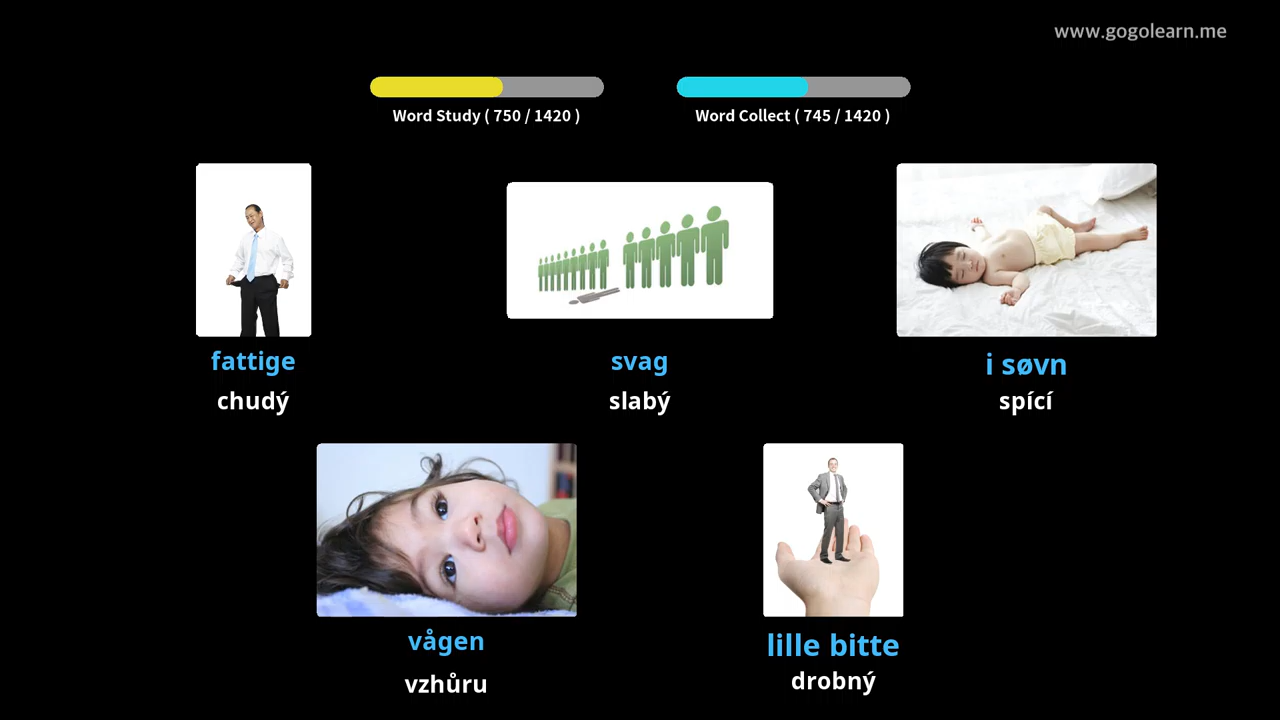 www.gogolearn.me
Word Study ( 750 / 1420 )
Word Collect ( 745 / 1420 )
fattige
chudý
svag
slabý
i søvn
spící
vågen
vzhůru
lille bitte
drobný